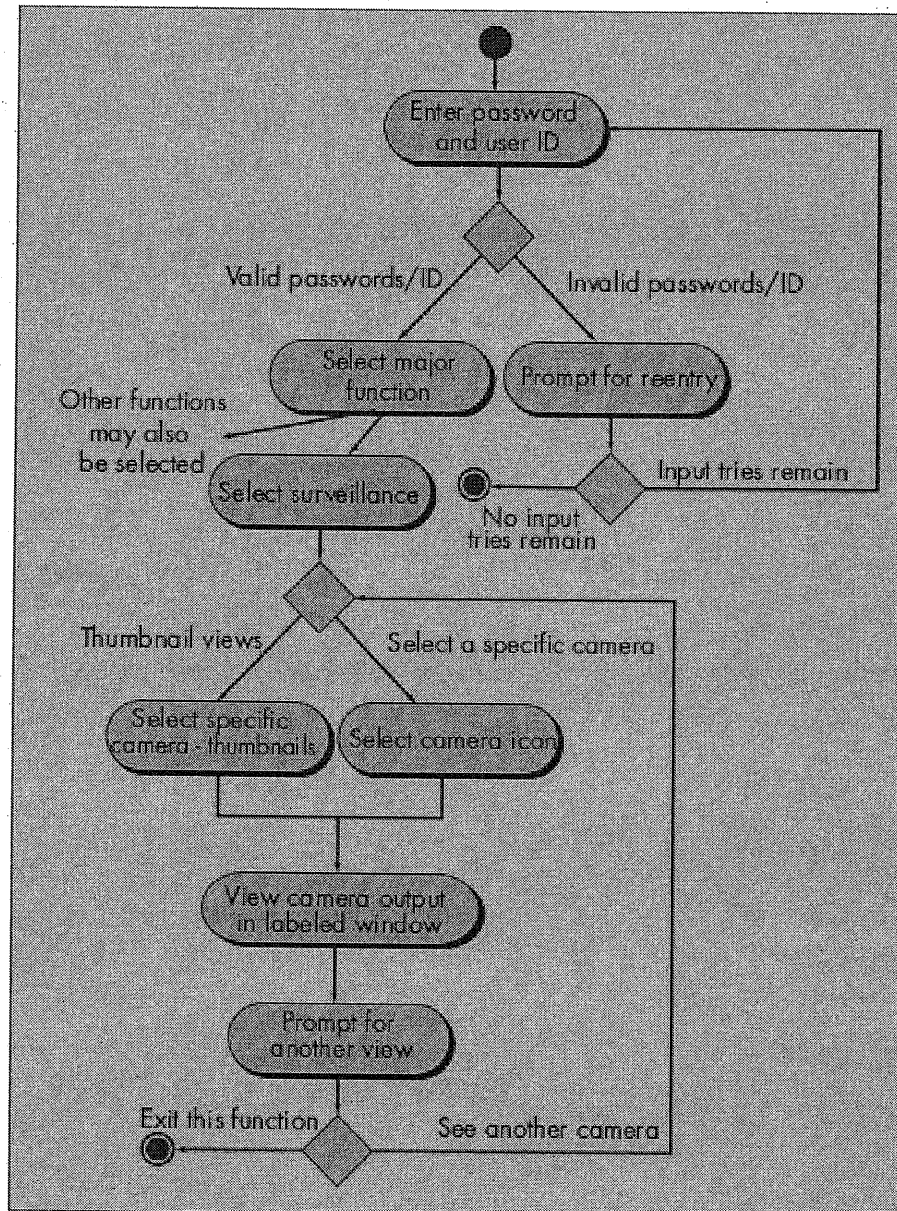 Enter password
and user ID
Valid passwords/ID
Invalid passwords/ID
Select major
function
Prompt for reentry
Other functions
may also
be selected
Select surveillance
Input tries remain
No input
tries remain
Thumbnail views
Select a specific camera
Select specific
camera - thumbnails
Select camera icon
View camera output
in labeled window
Prompt for
another view
Exit this function
See another camera